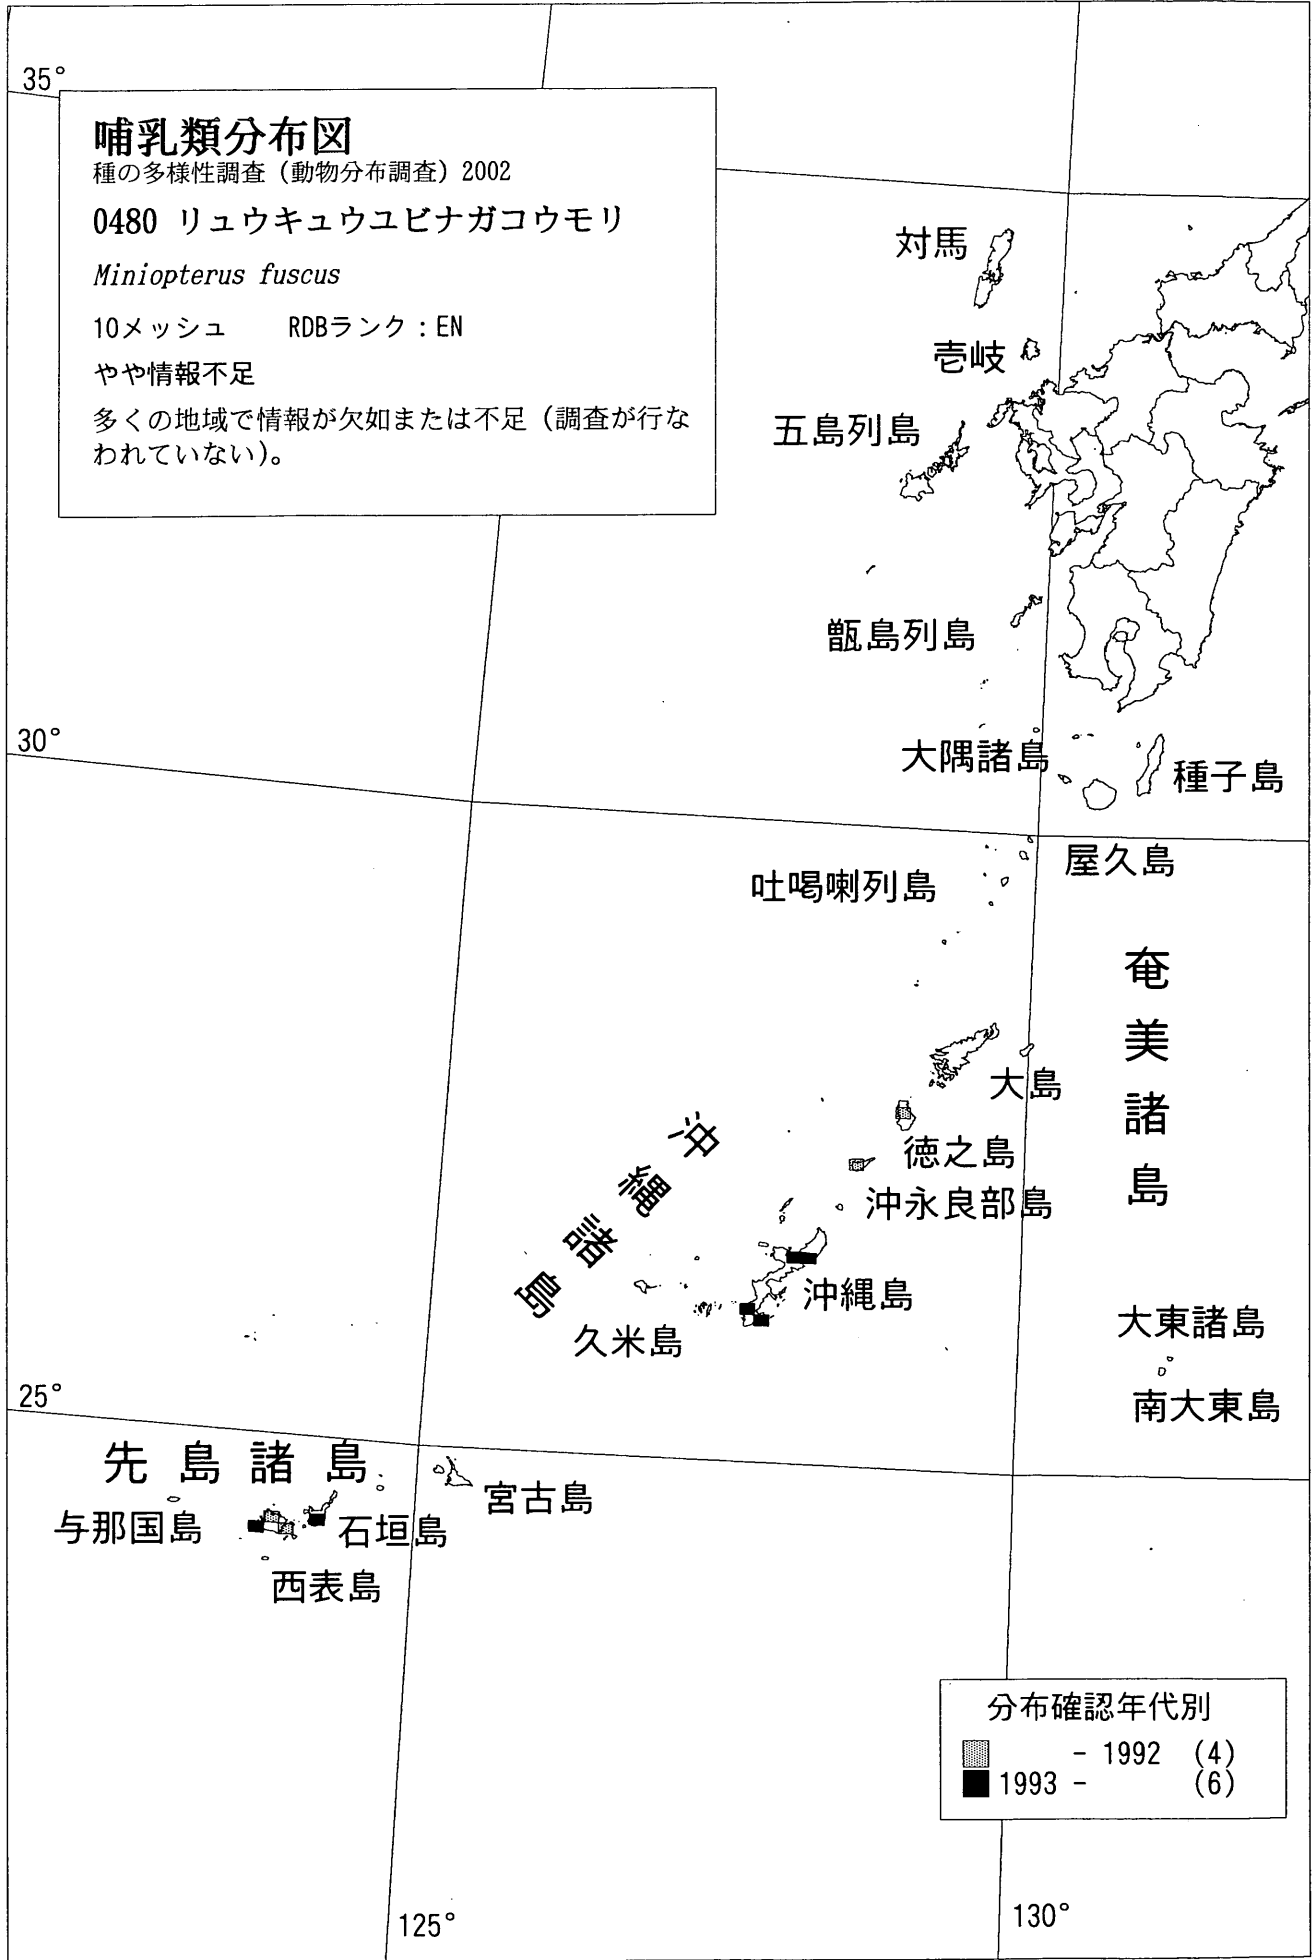 35°
哺乳類分布図
種の多様性調査（動物分布調査）2002
0480 リュウキュウユビナガコウモリ
Miniopterus fuscus
10メッシュ RDBランク：EN
やや情報不足
多くの地域で情報が欠如または不足（調査が行な
われていない）。
対馬
壱岐
五島列島
甑島列島
30°
大隅諸島
種子島
屋久島
吐喝喇列島
奄美諸島
大島
徳之島
沖永良部島
沖縄諸島
沖縄島
久米島
大東諸島
南大東島
25°
先島諸島
宮古島
与那国島
石垣島
西表島
分布確認年代別
- 1992 (4)
1993 - (6)
125°
130°